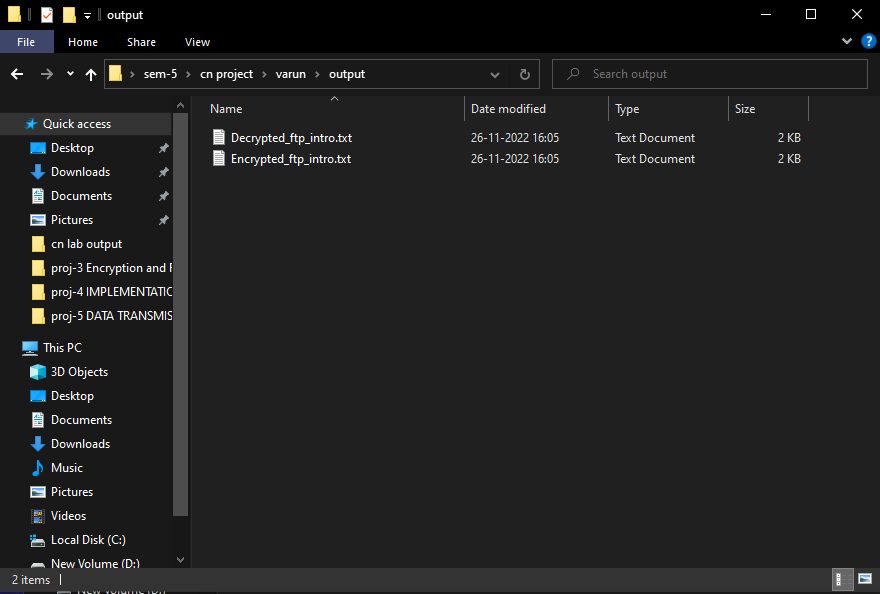 output
File Home Share View
sem-5 cn project varun output
Search output
Name Date modified Type Size
Quick access
Desktop
Downloads
Documents
Pictures
cn lab output
proj-3 Encryption and
proj-4 IMPLEMENTATIO
proj-5 DATA TRANSMIS
This PC
3D Objects
Desktop
Documents
Downloads
Music
Pictures
Videos
Local Disk (C:)
New Volume (D:)
Decrypted_ftp_intro.txt 26-11-2022 16:05 Text Document 2 KB
Encrypted_ftp_intro.txt 26-11-2022 16:05 Text Document 2 KB
2 items